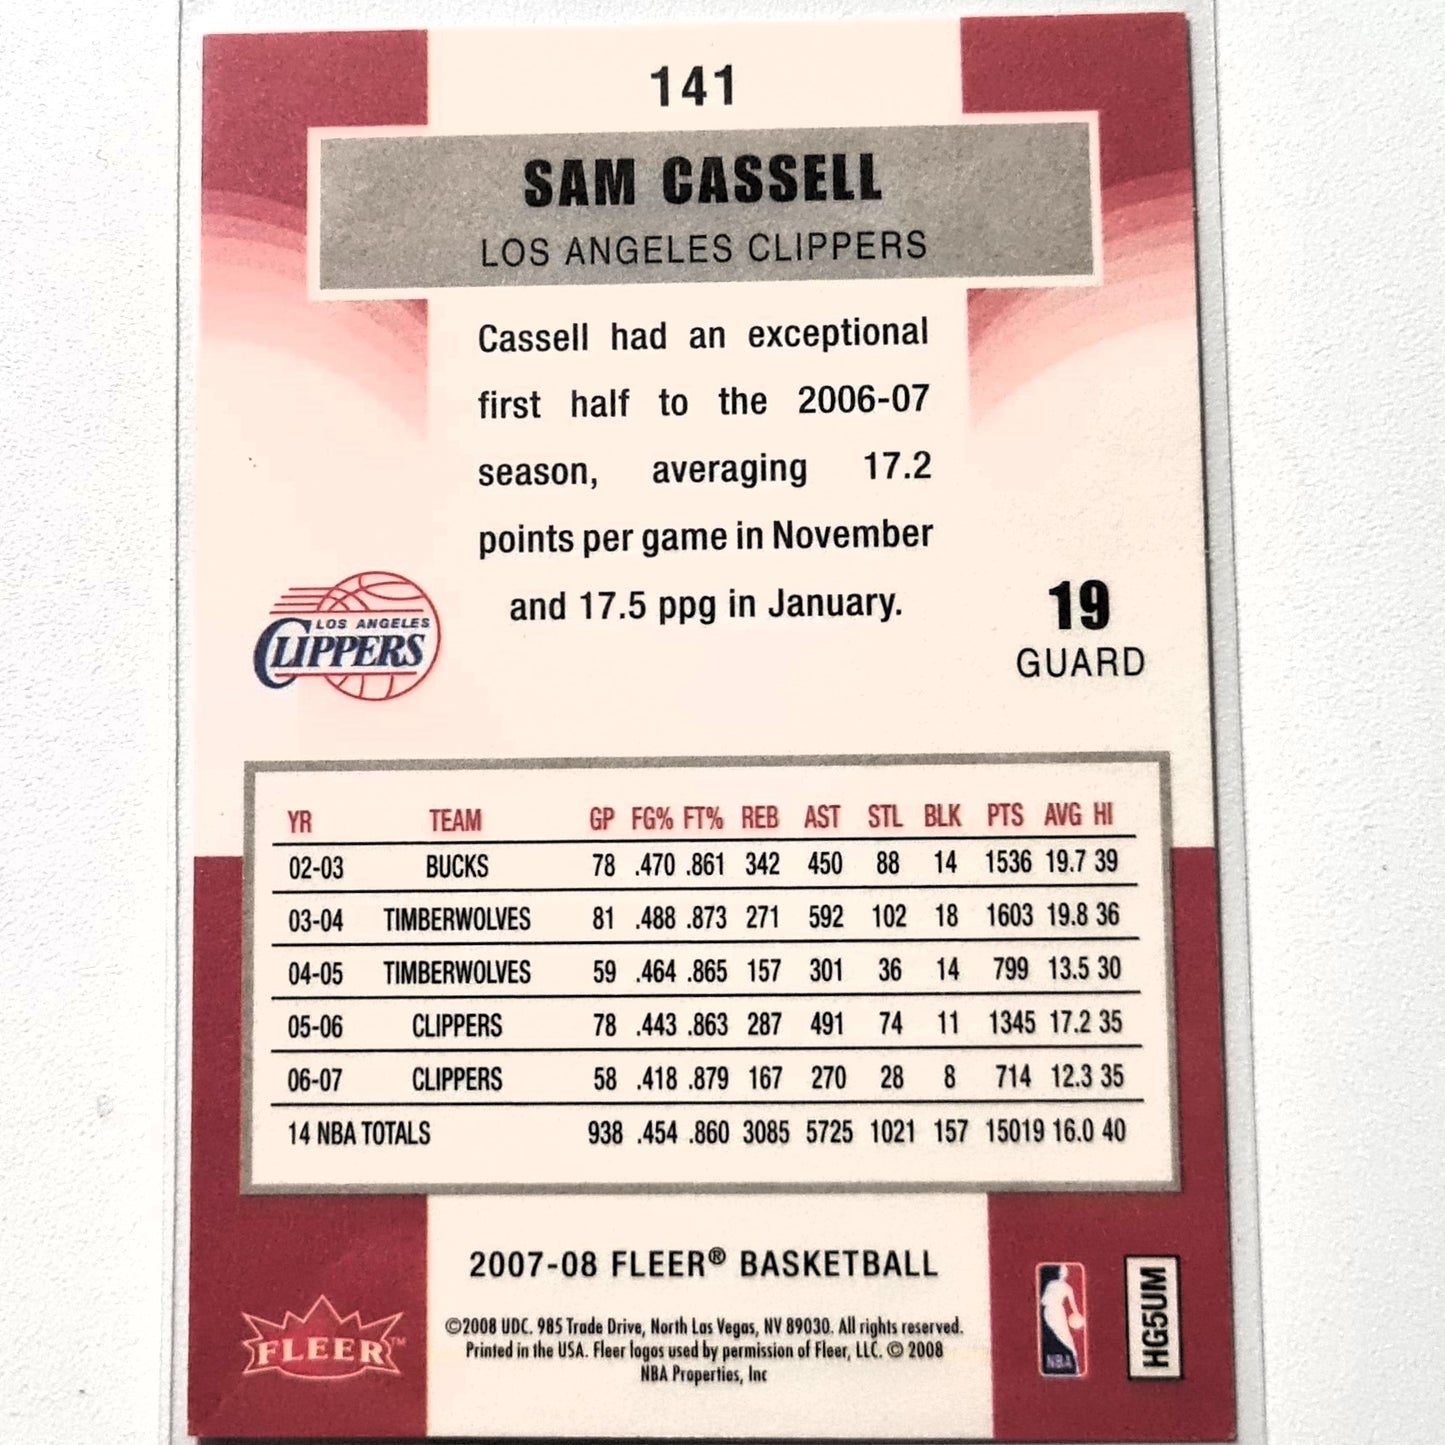 141
SAM CASSELL
LOS ANGELES CLIPPERS
Cassell had an exceptional
first half to the 2006-07
season, averaging 17.2
points per game in November
and 17.5 ppg in January.
LOS ANGELES
CLIPPERS
19
GUARD
YR TEAM GP FG% FT% REB AST STL BLK PTS AVG HI
02-03 BUCKS 78 .470 .861 342 450 88 14 1536 19.7 39
03-04 TIMBERWOLVES 81 .488 .873 271 592 102 18 1603 19.8 36
04-05 TIMBERWOLVES 59 .464 .865 157 301 36 14 799 13.5 30
05-06 CLIPPERS 78 .443 .863 287 491 74 11 1345 17.2 35
06-07 CLIPPERS 58 .418 .879 167 270 28 8 714 12.3 35
14 NBA TOTALS 938 .454 .860 3085 5725 1021 157 15019 16.0 40
2007-08 FLEER® BASKETBALL
©2008 UDC. 985 Trade Drive, North Las Vegas, NV 89030. All rights reserved.
Printed in the USA. Fleer logos used by permission of Fleer, LLC. © 2008
NBA Properties, Inc
FLEER™
NBA
HG5UM